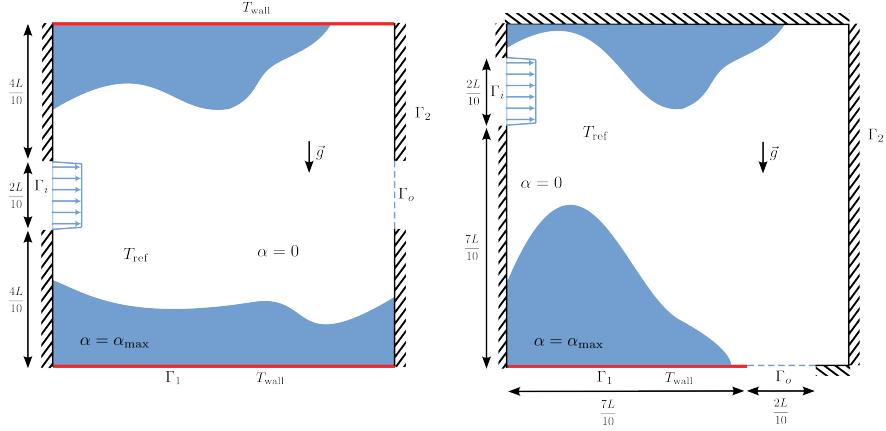 T_wall
4L/10
Γ_2
g⃗
2L/10
Γ_i
Γ_o
T_ref
α = 0
4L/10
α = α_max
Γ_1
T_wall
2L/10
Γ_i
T_ref
Γ_2
g⃗
α = 0
7L/10
α = α_max
Γ_1
T_wall
Γ_o
7L/10
2L/10